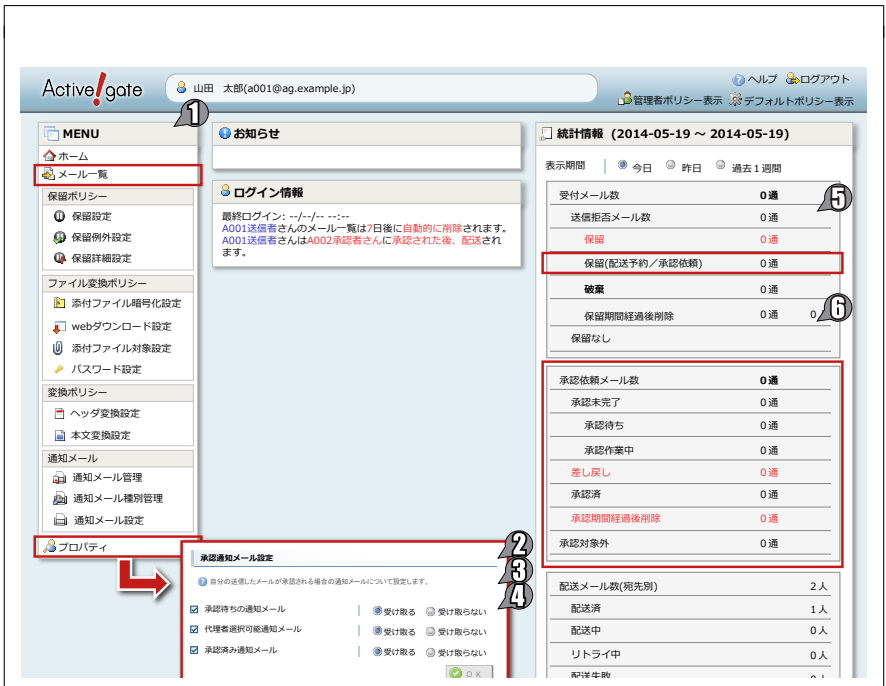 Active!gate
山田 太郎(a001@ag.example.jp)
ヘルプ ログアウト
管理者ポリシー表示 デフォルトポリシー表示
1
MENU
ホーム
メール一覧
保留ポリシー
保留設定
保留例外設定
保留詳細設定
ファイル変換ポリシー
添付ファイル暗号化設定
webダウンロード設定
添付ファイル対象設定
パスワード設定
変換ポリシー
ヘッダ変換設定
本文変換設定
通知メール
通知メール管理
通知メール種別管理
通知メール設定
プロパティ
お知らせ
ログイン情報
最終ログイン: --/--/-- --:--
A001送信者さんのメール一覧は7日後に自動的に削除されます。
A001送信者さんはA002承認者さんに承認された後、配送され
ます。
承認通知メール設定
自分の送信したメールが承認される場合の通知メールについて設定します。
承認待ちの通知メール 受け取る 受け取らない
代理者選択可能通知メール 受け取る 受け取らない
承認済み通知メール 受け取る 受け取らない
OK
2
3
4
統計情報 (2014-05-19 ～ 2014-05-19)
表示期間 今日 昨日 過去1週間
受付メール数 0通
5
送信拒否メール数 0通
保留 0通
保留(配送予約／承認依頼) 0通
破棄 0通
保留期間経過後削除 0通 0
6
保留なし
承認依頼メール数 0通
承認未完了 0通
承認待ち 0通
承認作業中 0通
差し戻し 0通
承認済 0通
承認期間経過後削除 0通
承認対象外 0通
配送メール数(宛先別) 2人
配送済 1人
配送中 0人
リトライ中 0人